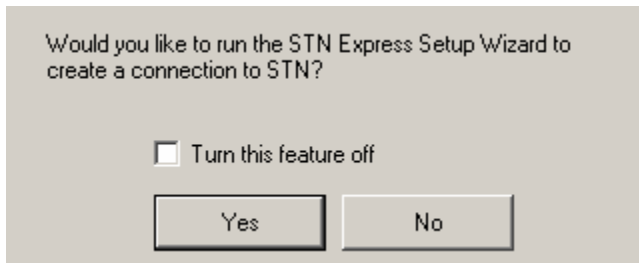 Would you like to run the STN Express Setup Wizard to
create a connection to STN?
Turn this feature off
Yes
No